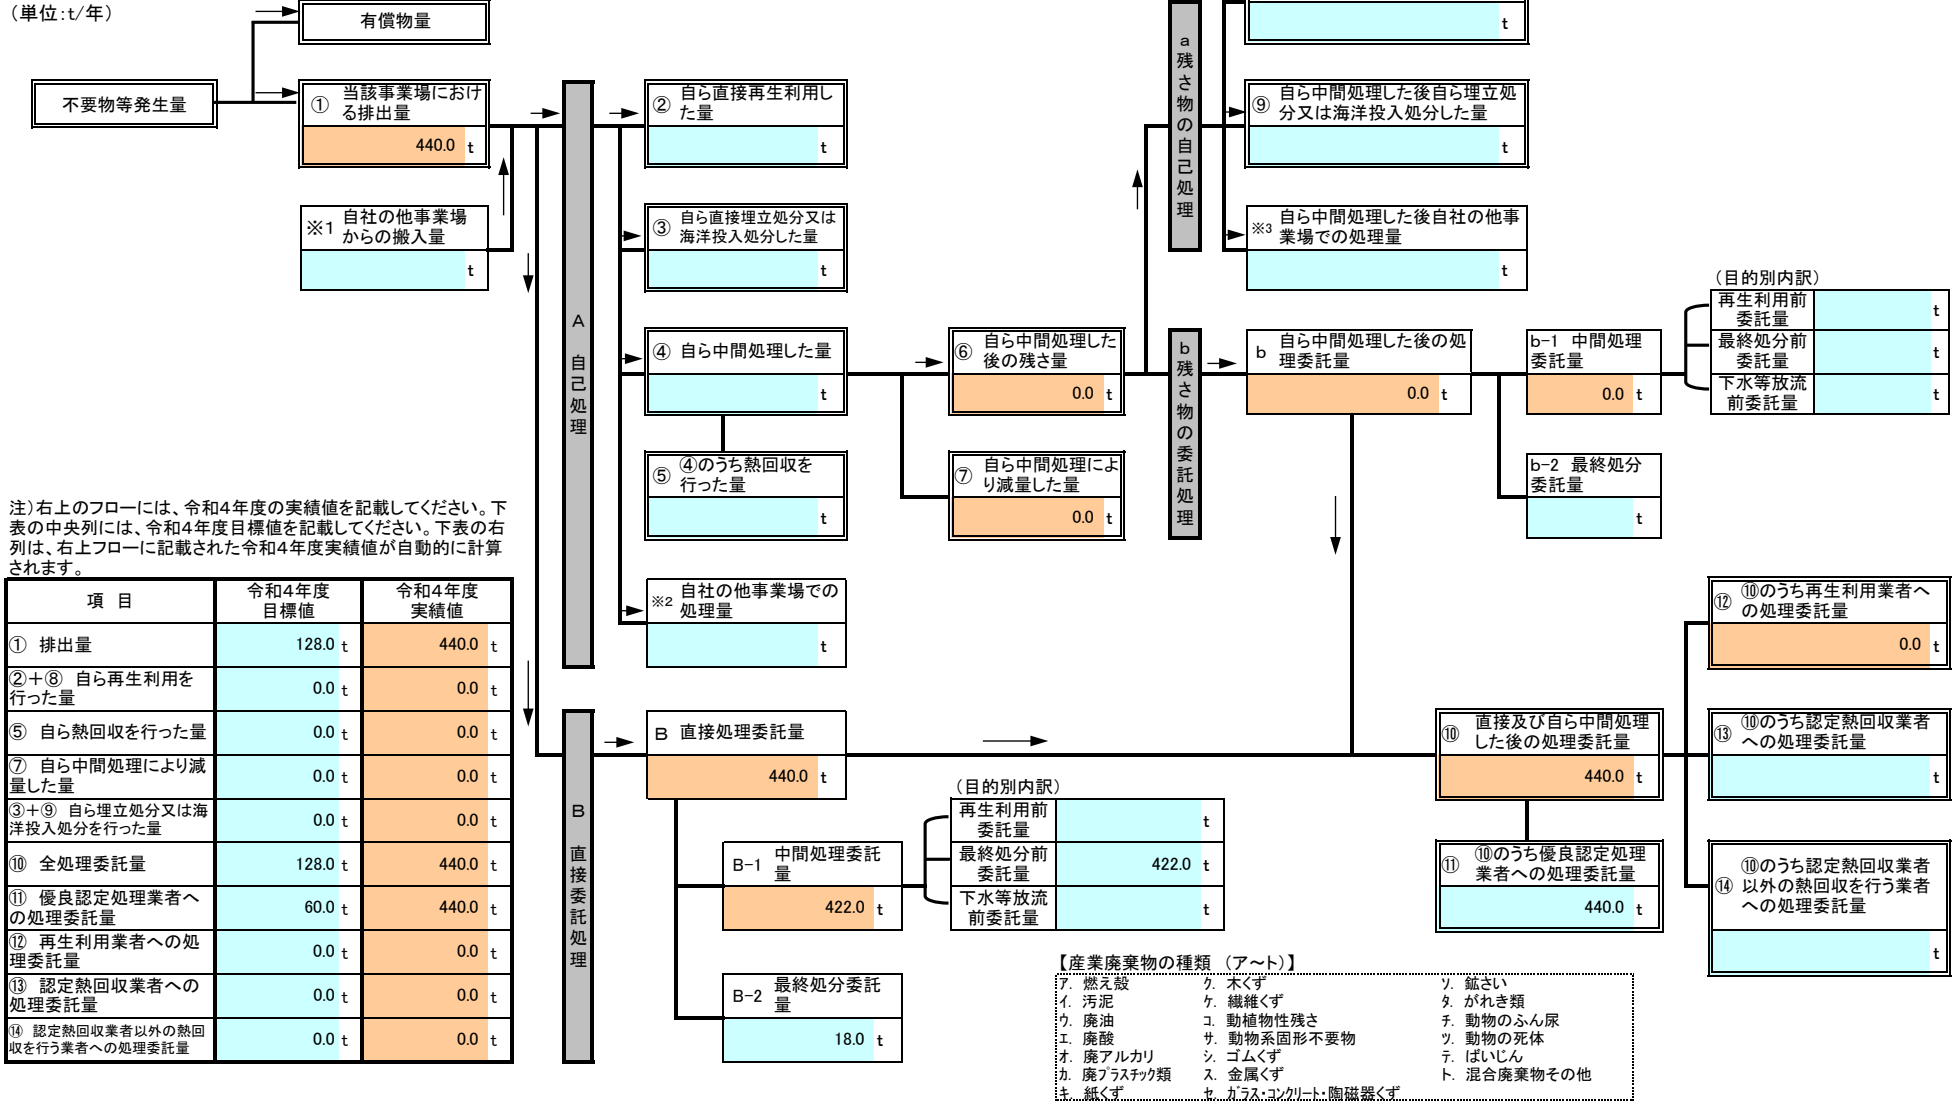 （単位：t/年）
有償物量
不要物等発生量
① 当該事業場におけ
る排出量
440.0 t
※1 自社の他事業場
からの搬入量
t
A 自己処理
② 自ら直接再生利用し
た量
t
③ 自ら直接埋立処分又は
海洋投入処分した量
t
④ 自ら中間処理した量
t
⑤ ④のうち熱回収を
行った量
t
※2 自社の他事業場での
処理量
t
⑥ 自ら中間処理した
後の残さ量
0.0 t
⑦ 自ら中間処理によ
り減量した量
0.0 t
a 残さ物の自己処理
t
⑨ 自ら中間処理した後自ら埋立処
分又は海洋投入処分した量
t
※3 自ら中間処理した後自社の他事
業場での処理量
t
b 残さ物の委託処理
b 自ら中間処理した後の処
理委託量
0.0 t
b-1 中間処理
委託量
0.0 t
b-2 最終処分
委託量
t
（目的別内訳）
再生利用前
委託量
t
最終処分前
委託量
t
下水等放流
前委託量
t
注）右上のフローには、令和4年度の実績値を記載してください。下
表の中央列には、令和4年度目標値を記載してください。下表の右
列は、右上フローに記載された令和4年度実績値が自動的に計算
されます。
項 目 令和4年度 目標値 令和4年度 実績値
① 排出量 128.0 t 440.0 t
②＋⑧ 自ら再生利用を
行った量 0.0 t 0.0 t
⑤ 自ら熱回収を行った量 0.0 t 0.0 t
⑦ 自ら中間処理により減
量した量 0.0 t 0.0 t
③＋⑨ 自ら埋立処分又は海
洋投入処分を行った量 0.0 t 0.0 t
⑩ 全処理委託量 128.0 t 440.0 t
⑪ 優良認定処理業者へ
の処理委託量 60.0 t 440.0 t
⑫ 再生利用業者への処
理委託量 0.0 t 0.0 t
⑬ 認定熱回収業者への
処理委託量 0.0 t 0.0 t
⑭ 認定熱回収業者以外の熱回
収を行う業者への処理委託量 0.0 t 0.0 t
B 直接委託処理
B 直接処理委託量
440.0 t
B-1 中間処理委託
量
422.0 t
B-2 最終処分委託
量
18.0 t
（目的別内訳）
再生利用前
委託量
t
最終処分前
委託量
422.0 t
下水等放流
前委託量
t
⑩ 直接及び自ら中間処理
した後の処理委託量
440.0 t
⑪ ⑩のうち優良認定処理
業者への処理委託量
440.0 t
⑫ ⑩のうち再生利用業者へ
の処理委託量
0.0 t
⑬ ⑩のうち認定熱回収業者
への処理委託量
t
⑭ ⑩のうち認定熱回収業者
以外の熱回収を行う業者
への処理委託量
t
【産業廃棄物の種類 （ア～ト）】
ア．燃え殻 ク．木くず ソ．鉱さい
イ．汚泥 ケ．繊維くず タ．がれき類
ウ．廃油 コ．動植物性残さ チ．動物のふん尿
エ．廃酸 サ．動物系固形不要物 ツ．動物の死体
オ．廃アルカリ シ．ゴムくず テ．ばいじん
カ．廃プラスチック類 ス．金属くず ト．混合廃棄物その他
キ．紙くず セ．ガラス・コンクリート・陶磁器くず